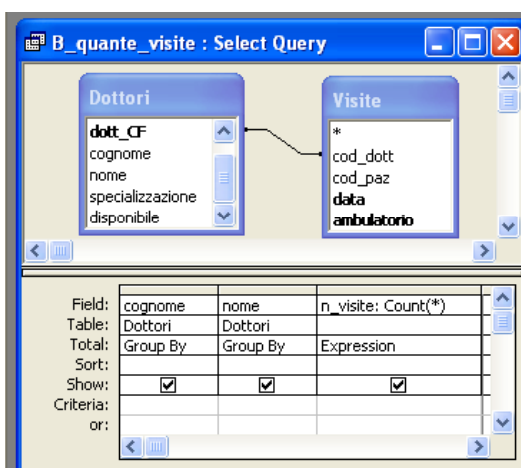 B_quante_visite : Select Query
Dottori
dott_CF
cognome
nome
specializzazione
disponibile
Visite
*
cod_dott
cod_paz
data
ambulatorio
Field: cognome nome n_visite: Count(*)
Table: Dottori Dottori
Total: Group By Group By Expression
Sort:
Show:
Criteria:
or: